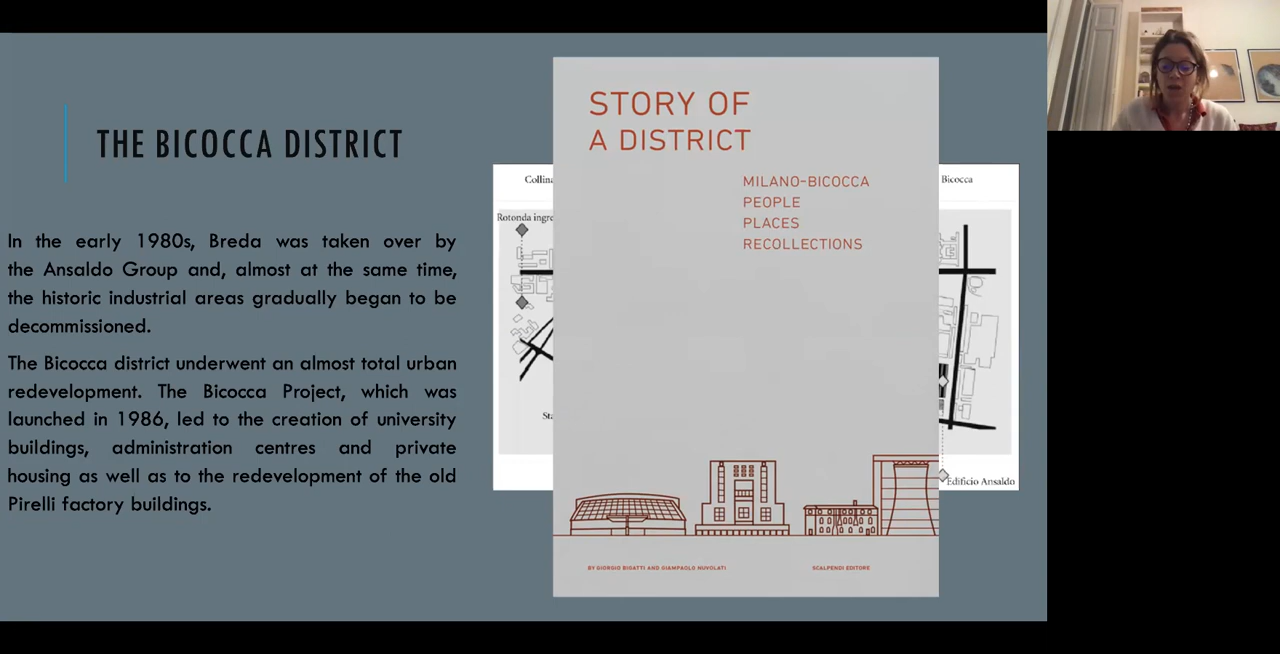 THE BICOCCA DISTRICT
In the early 1980s, Breda was taken over by
the Ansaldo Group and, almost at the same time,
the historic industrial areas gradually began to be
decommissioned.
The Bicocca district underwent an almost total urban
redevelopment. The Bicocca Project, which was
launched in 1986, led to the creation of university
buildings, administration centres and private
housing as well as to the redevelopment of the old
Pirelli factory buildings.
Collina
Rotonda ingre
Sta
STORY OF
A DISTRICT
MILANO-BICOCCA
PEOPLE
PLACES
RECOLLECTIONS
BY GIORGIO BIGATTI AND GIAMPAOLO NUVOLATI
SCALPENDI EDITORE
Bicocca
Edificio Ansaldo